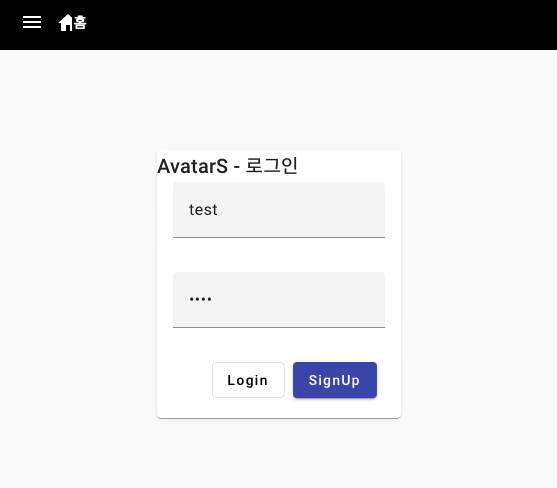 홈
AvatarS - 로그인
test
••••
Login SignUp